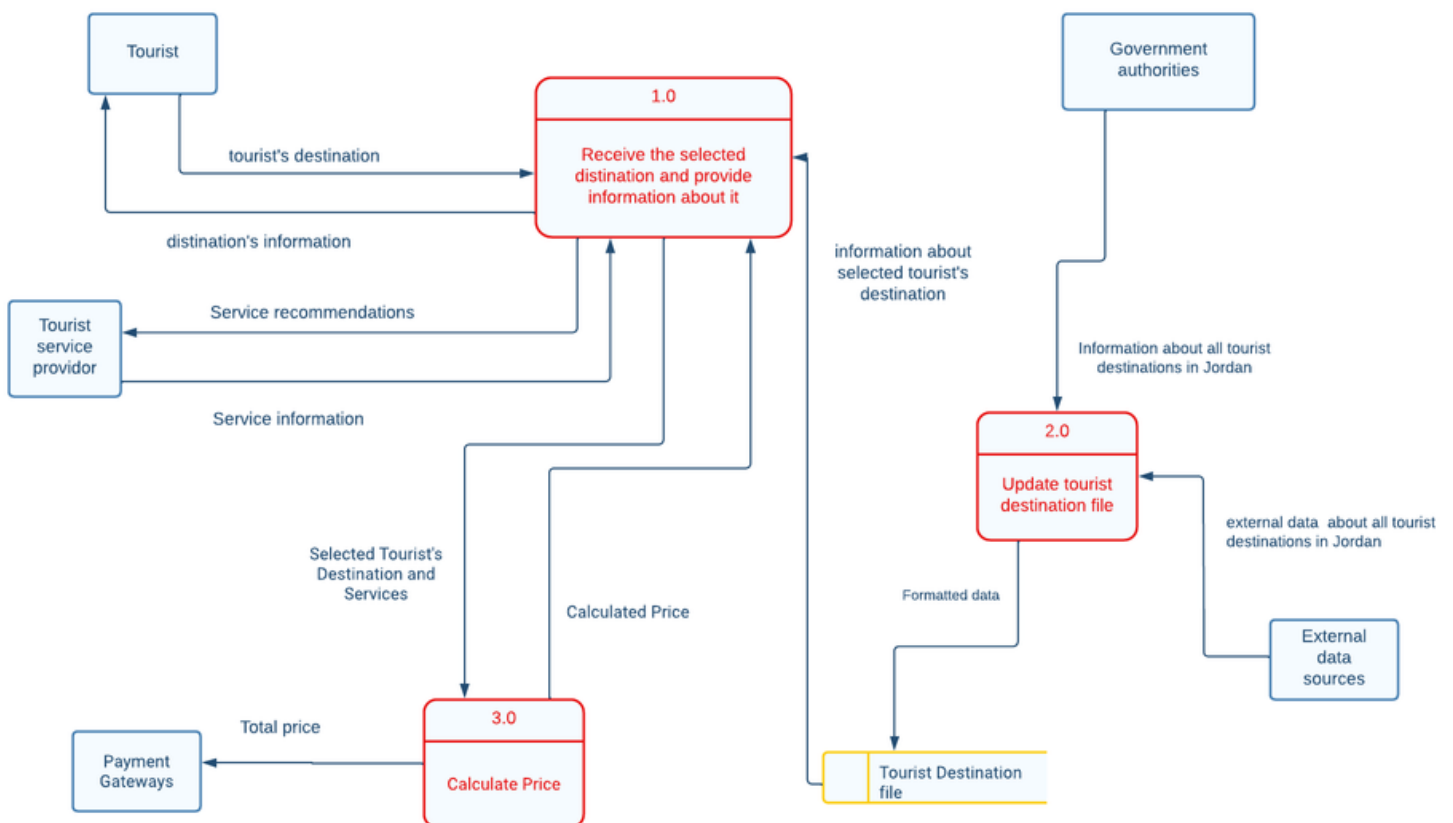 Tourist
Government
authorities
1.0
Receive the selected
distination and provide
information about it
tourist's destination
distination's information
information about
selected tourist's
destination
Tourist
service
providor
Service recommendations
Service information
Information about all tourist
destinations in Jordan
2.0
Update tourist
destination file
external data  about all tourist
destinations in Jordan
Selected Tourist's
Destination and
Services
Calculated Price
Formatted data
External
data
sources
3.0
Calculate Price
Total price
Payment
Gateways
Tourist Destination
file